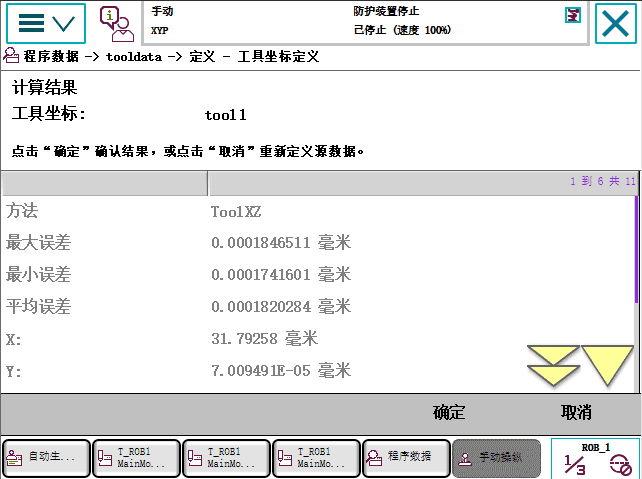 手动
防护装置停止
XYP
已停止 (速度 100%)
程序数据 -> tooldata -> 定义 - 工具坐标定义
计算结果
工具坐标: tool1
点击“确定”确认结果，或点击“取消”重新定义源数据。
1 到 6 共 11
方法 ToolXZ
最大误差 0.0001846511 毫米
最小误差 0.0001741601 毫米
平均误差 0.0001820284 毫米
X: 31.79258 毫米
Y: 7.009491E-05 毫米
确定 取消
自动生...
T_ROB1
MainMo...
T_ROB1
MainMo...
T_ROB1
MainMo...
程序数据
手动操纵
ROB_1
1/3